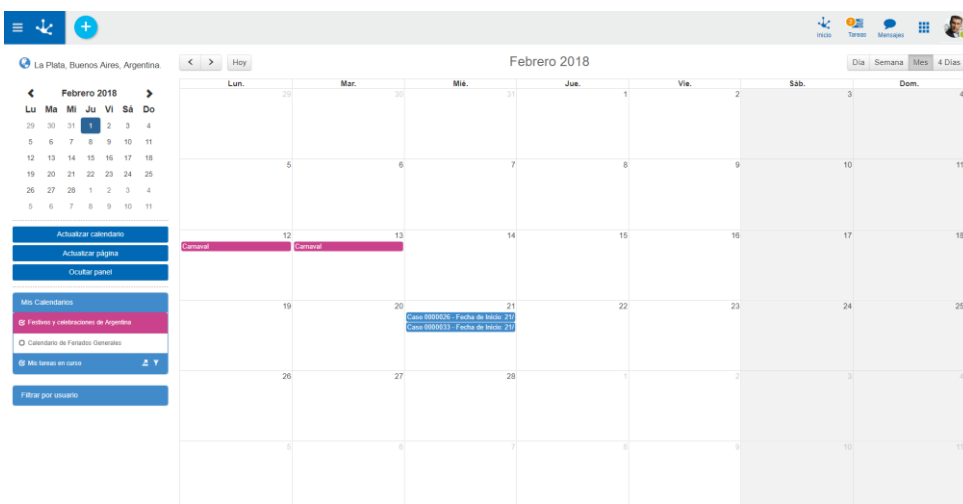 Inicio
3
Tareas
Mensajes
La Plata, Buenos Aires, Argentina.
Hoy
Febrero 2018
Día Semana Mes 4 Días
Febrero 2018
Lu Ma Mi Ju Vi Sá Do
29 30 31 1 2 3 4
5 6 7 8 9 10 11
12 13 14 15 16 17 18
19 20 21 22 23 24 25
26 27 28 1 2 3 4
5 6 7 8 9 10 11
Actualizar calendario
Actualizar página
Ocultar panel
Mis Calendarios
Festivos y celebraciones de Argentina
Calendario de Feriados Generales
Mis tareas en curso
Filtrar por usuario
Lun. Mar. Mié. Jue. Vie. Sáb. Dom.
29 30 31 1 2 3 4
5 6 7 8 9 10 11
12 13 14 15 16 17 18
Carnaval Carnaval
19 20 21 22 23 24 25
Caso 0000026 - Fecha de Inicio: 21/
Caso 0000033 - Fecha de Inicio: 21/
26 27 28 1 2 3 4
5 6 7 8 9 10 11